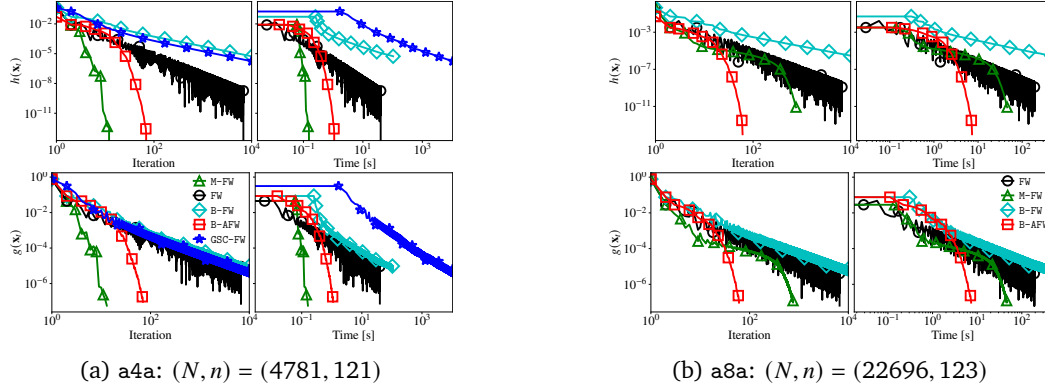 h(x_t)
10^-2
10^-5
10^-8
10^-11
10^0
10^2
10^4
Iteration
10^-1
10^1
10^3
Time [s]
h(x_t)
10^-3
10^-7
10^-11
10^0
10^2
10^4
Iteration
10^-1
10^0
10^1
10^2
Time [s]
g(x_t)
10^0
10^-2
10^-4
10^-6
M-FW
FW
B-FW
B-AFW
GSC-FW
10^0
10^2
10^4
Iteration
10^-1
10^1
10^3
Time [s]
g(x_t)
10^0
10^-2
10^-4
10^-6
10^0
10^2
10^4
Iteration
FW
M-FW
B-FW
B-AFW
10^-1
10^0
10^1
10^2
Time [s]
(a) a4a: (N, n) = (4781, 121)
(b) a8a: (N, n) = (22696, 123)